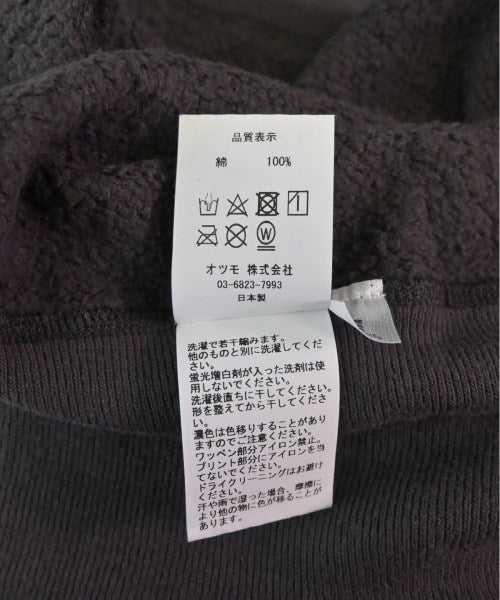 品質表示
綿 100%
W
オツモ 株式会社
03-6823-7993
日本製
洗濯で若干縮みます。
他のものと別に洗濯してくだ
さい。
蛍光増白剤が入った洗剤は使
用しないでください。
洗濯後直ちに干してください。
形を整えてから干してくださ
い。
濃色は色移りすることがあり
ますのでご注意ください。
ワッペン部分アイロン禁止。
プリント部分にアイロンを当
てないでください。
ドライクリーニングはお避け
ください。
汗や雨で湿った場合、摩擦に
より他の物に色が移ることが
あります。